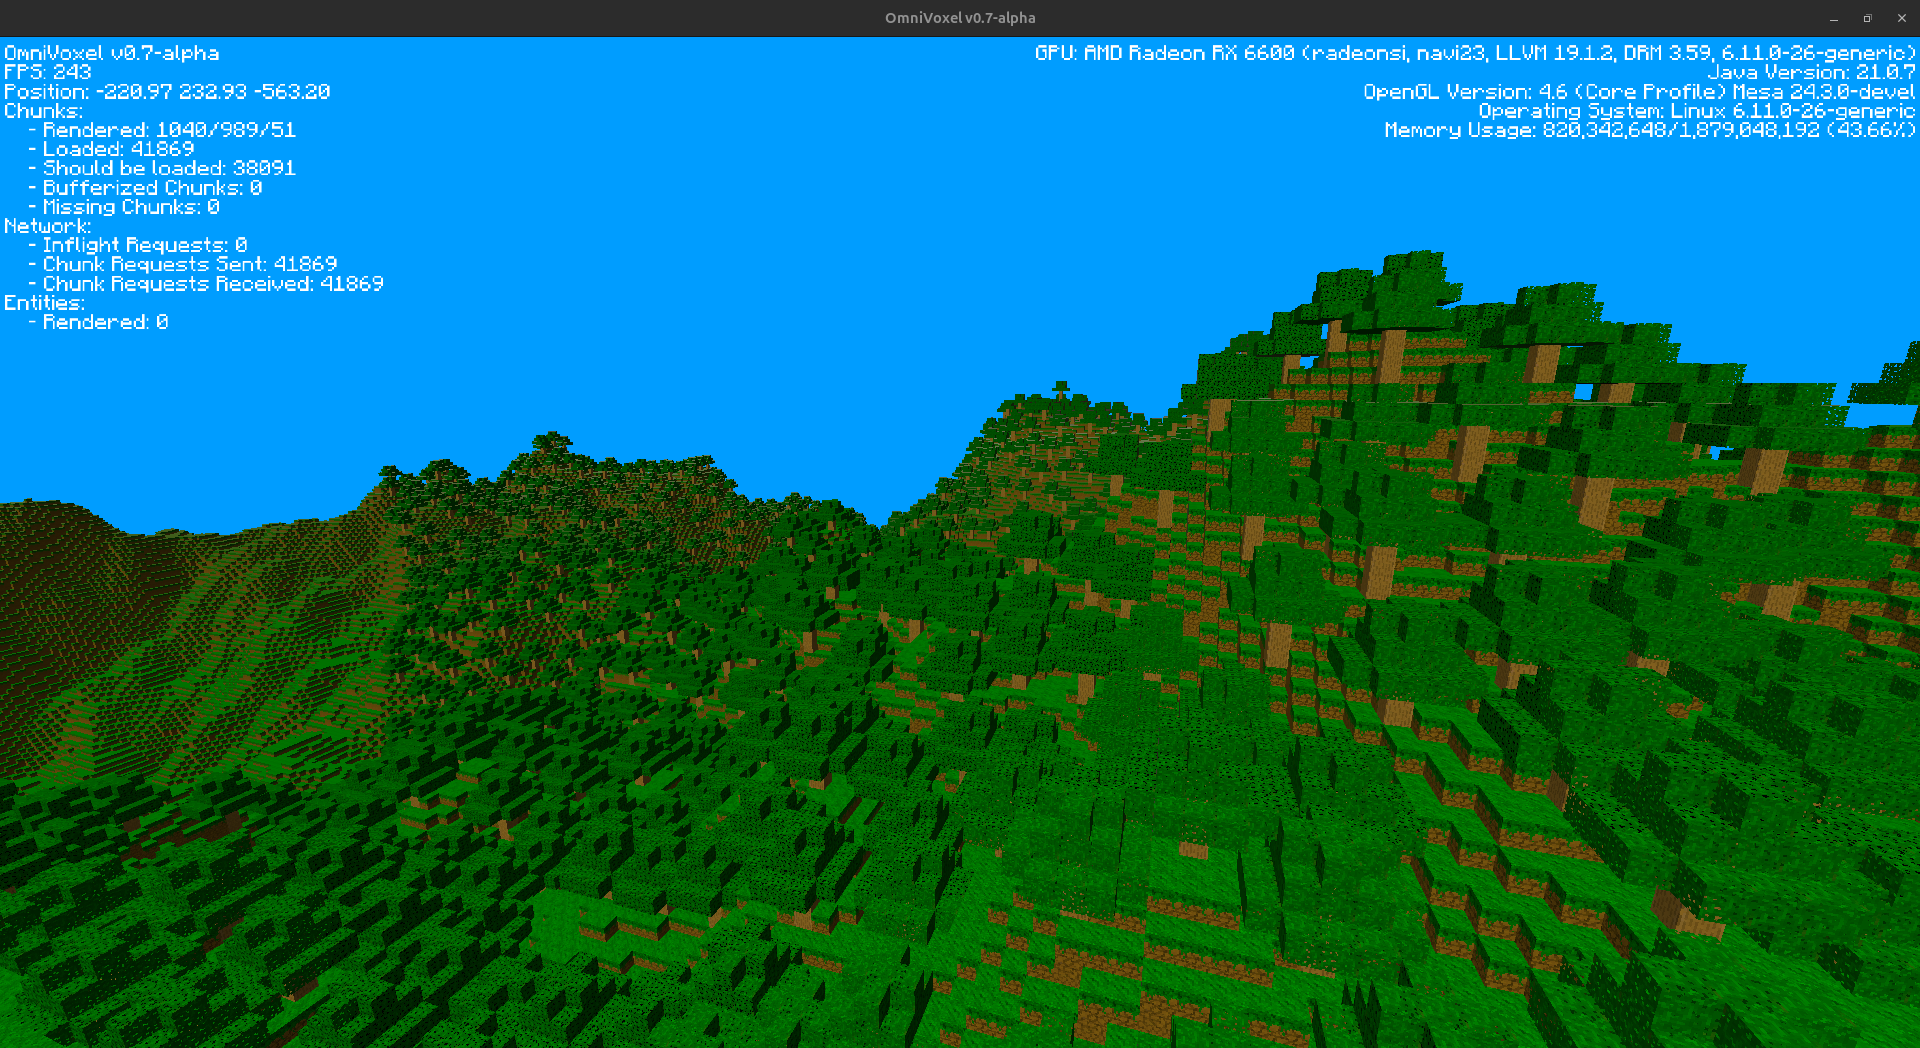 OmniVoxel v0.7-alpha
OmniVoxel v0.7-alpha
FPS: 243
Position: -220.97 232.93 -563.20
Chunks:
- Rendered: 1040/989/51
- Loaded: 41869
- Should be loaded: 38091
- Bufferized Chunks: 0
- Missing Chunks: 0
Network:
- Inflight Requests: 0
- Chunk Requests Sent: 41869
- Chunk Requests Received: 41869
Entities:
- Rendered: 0
GPU: AMD Radeon RX 6600 (radeonsi, navi23, LLVM 19.1.2, DRM 3.59, 6.11.0-26-generic)
Java Version: 21.0.7
OpenGL Version: 4.6 (Core Profile) Mesa 24.3.0-devel
Operating System: Linux 6.11.0-26-generic
Memory Usage: 820,342,648/1,879,048,192 (43.66%)